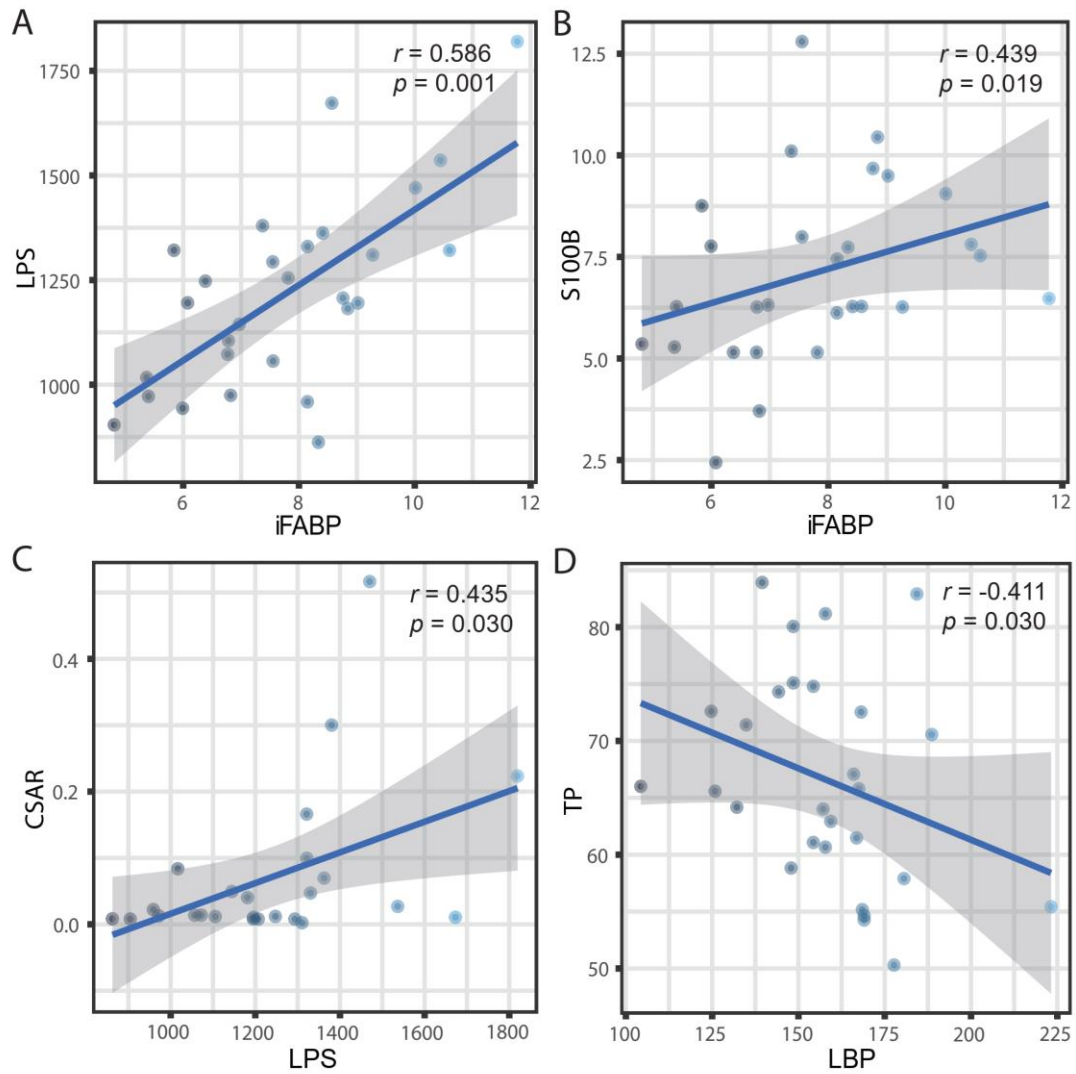 A
r = 0.586
p = 0.001
LPS
1750
1500
1250
1000
6 8 10 12
iFABP
B
r = 0.439
p = 0.019
S100B
12.5
10.0
7.5
5.0
2.5
6 8 10 12
iFABP
C
r = 0.435
p = 0.030
CSAR
0.4
0.2
0.0
1000 1200 1400 1600 1800
LPS
D
r = -0.411
p = 0.030
TP
80
70
60
50
100 125 150 175 200 225
LBP